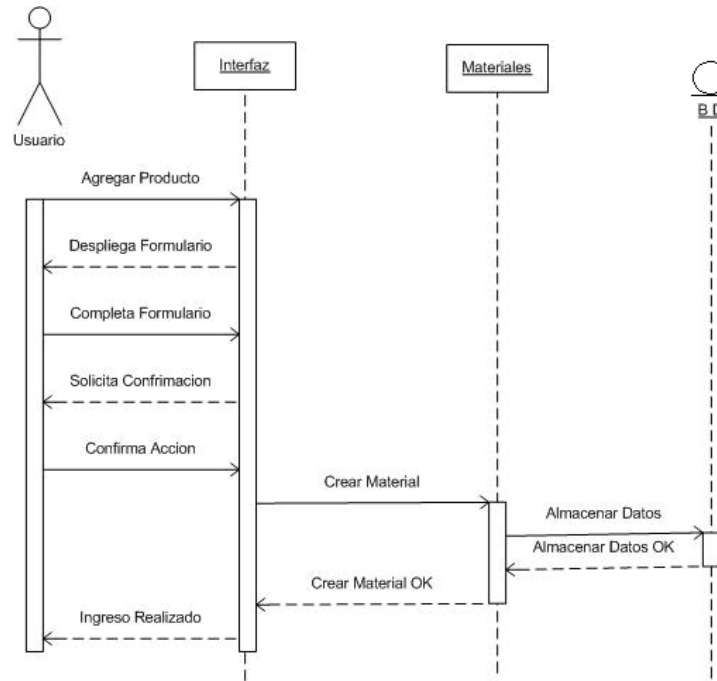 Interfaz
Materiales
B D
Usuario
Agregar Producto
Despliega Formulario
Completa Formulario
Solicita Confrimacion
Confirma Accion
Crear Material
Almacenar Datos
Almacenar Datos OK
Crear Material OK
Ingreso Realizado